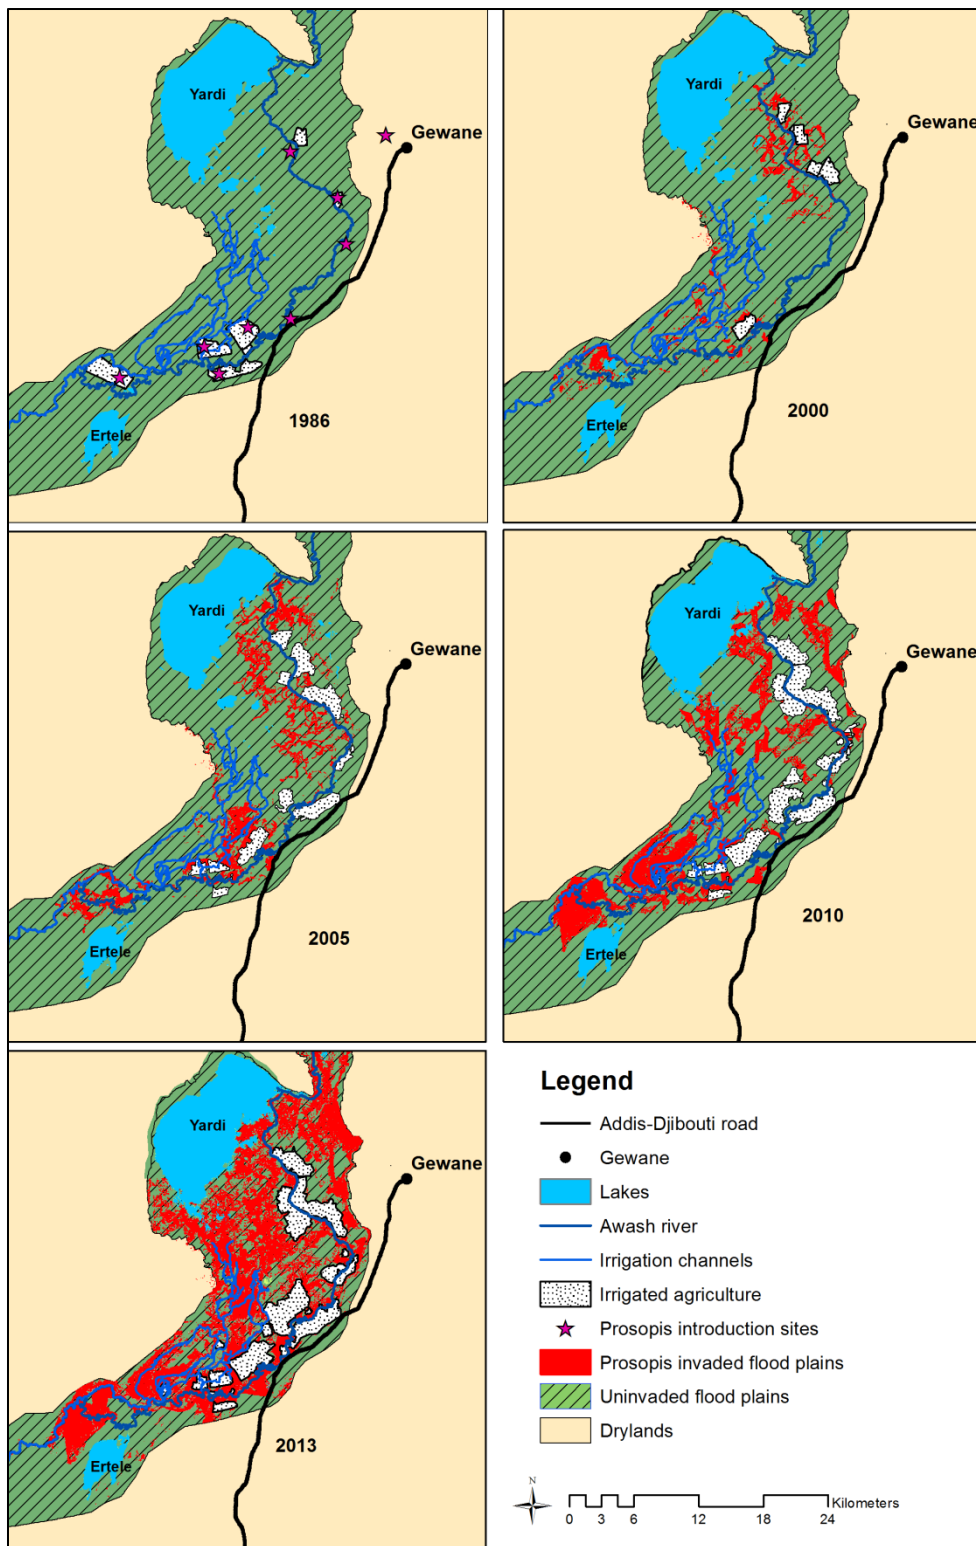 Yardi
Gewane
Ertele
1986
Yardi
Gewane
Ertele
2000
Yardi
Gewane
Ertele
2005
Yardi
Gewane
Ertele
2010
Yardi
Gewane
Ertele
2013
Legend
Addis-Djibouti road
Gewane
Lakes
Awash river
Irrigation channels
Irrigated agriculture
Prosopis introduction sites
Prosopis invaded flood plains
Uninvaded flood plains
Drylands
N
Kilometers
0 3 6 12 18 24